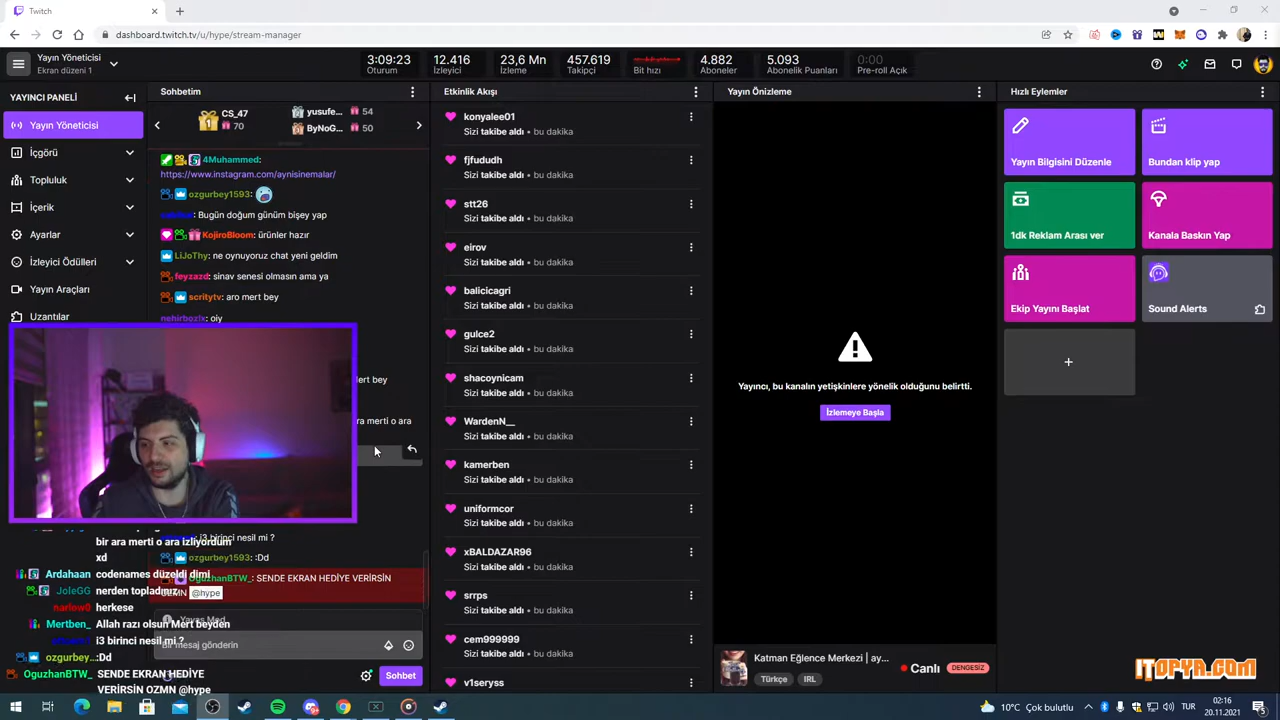 Twitch
dashboard.twitch.tv/u/hype/stream-manager
Yayın Yöneticisi
Ekran düzeni 1
3:09:23
Oturum
12.416
İzleyici
23,6 Mn
İzleme
457.619
Takipçi
Bit hızı
4.882
Aboneler
5.093
Abonelik Puanları
0:00
Pre-roll Açık
YAYINCI PANELİ
Yayın Yöneticisi
İçgörü
Topluluk
İçerik
Ayarlar
İzleyici Ödülleri
Yayın Araçları
Uzantılar
Sohbetim
1
CS_47
70
yusufe...
54
ByNoG...
50
4Muhammed:
https://www.instagram.com/aynisinemalar/
ozgurbey1593:
Bugün doğum günüm bişey yap
KojiroBloom: ürünler hazır
LiJoThy: ne oynuyoruz chat yeni geldim
feyzazd: sinav senesi olmasın ama ya
scritytv: aro mert bey
nehirbozlx: oiy
ert bey
ara merti o ara
i3 birinci nesil mi ?
ozgurbey1593: :Dd
OguzhanBTW_: SENDE EKRAN HEDİYE VERİRSİN
@hype
Bir mesaj gönderin
Sohbet
bir ara merti o ara izliyordum
xd
Ardahaan codenames düzeldi dimi
JoleGG nerden topladınız
narlow0 herkese
Mertben_ Allah razı olsun Mert beyden
i3 birinci nesil mi ?
ozgurbey... :Dd
OguzhanBTW_ SENDE EKRAN HEDİYE
VERİRSİN OZMN @hype
Etkinlik Akışı
konyalee01
Sizi takibe aldı • bu dakika
fjfududh
Sizi takibe aldı • bu dakika
stt26
Sizi takibe aldı • bu dakika
eirov
Sizi takibe aldı • bu dakika
balicicagri
Sizi takibe aldı • bu dakika
gulce2
Sizi takibe aldı • bu dakika
shacoynicam
Sizi takibe aldı • bu dakika
WardenN__
Sizi takibe aldı • bu dakika
kamerben
Sizi takibe aldı • bu dakika
uniformcor
Sizi takibe aldı • bu dakika
xBALDAZAR96
Sizi takibe aldı • bu dakika
srrps
Sizi takibe aldı • bu dakika
cem999999
Sizi takibe aldı • bu dakika
v1seryss
Yayın Önizleme
Yayıncı, bu kanalın yetişkinlere yönelik olduğunu belirtti.
İzlemeye Başla
Katman Eğlence Merkezi | ay...
Türkçe
IRL
Canlı
DENGESİZ
Hızlı Eylemler
Yayın Bilgisini Düzenle
Bundan klip yap
1dk Reklam Arası ver
Kanala Baskın Yap
Ekip Yayını Başlat
Sound Alerts
+
ITOPYA.COM
10°C Çok bulutlu
TUR
02:16
20.11.2021